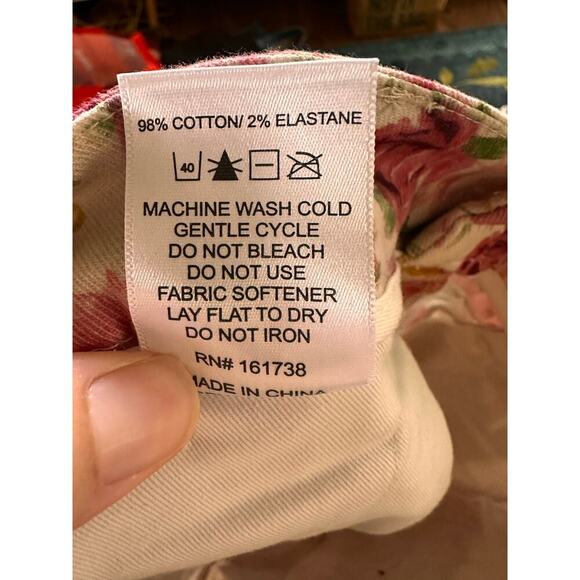 98% COTTON/ 2% ELASTANE
40
MACHINE WASH COLD
GENTLE CYCLE
DO NOT BLEACH
DO NOT USE
FABRIC SOFTENER
LAY FLAT TO DRY
DO NOT IRON
RN# 161738
MADE IN CHINA